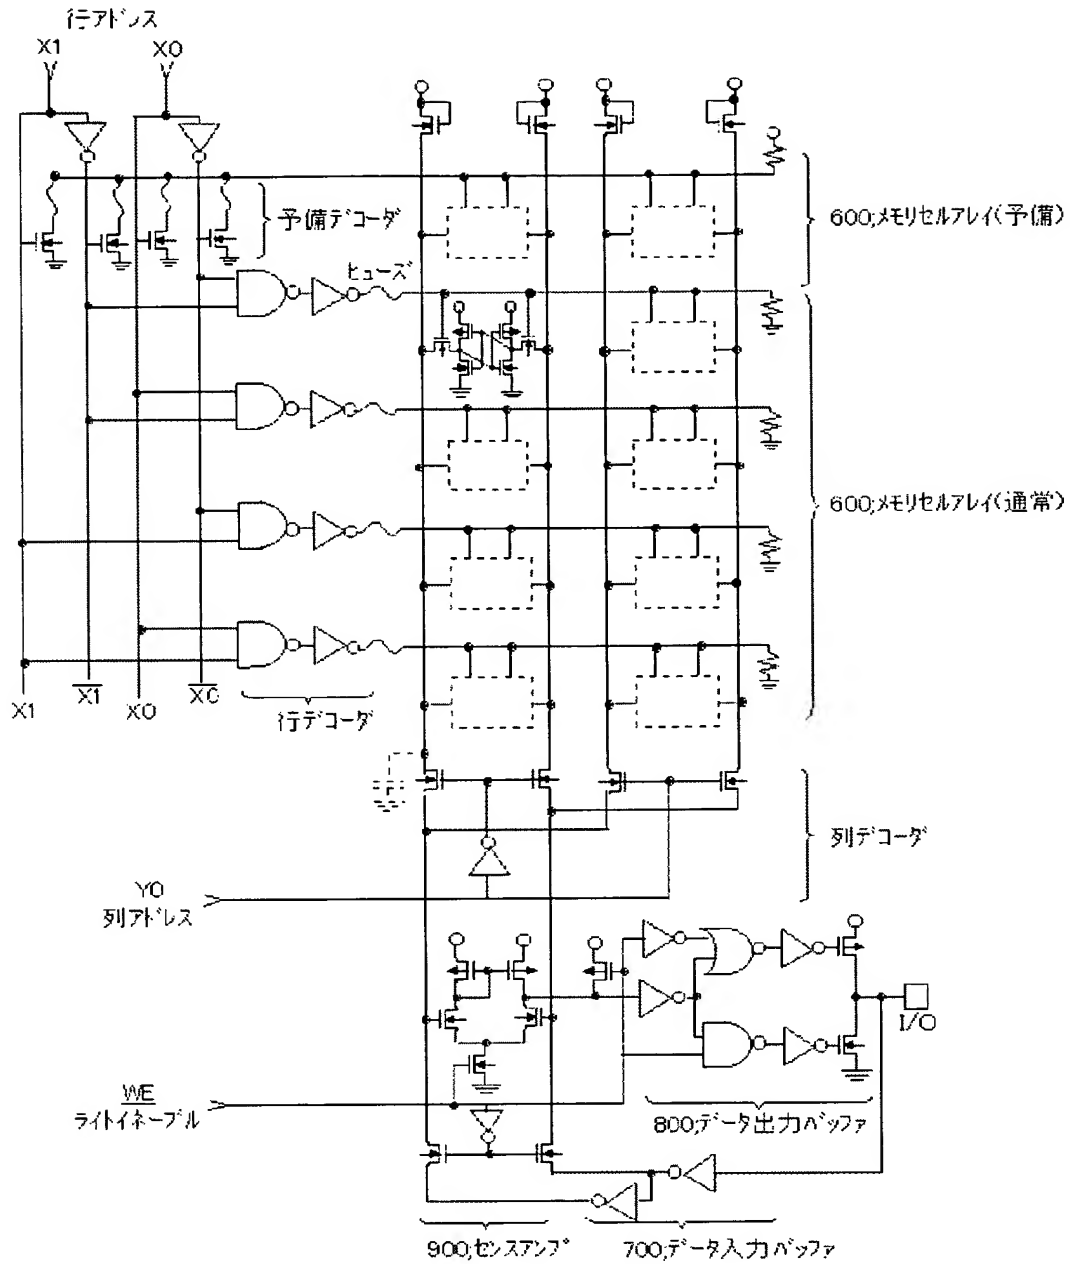 行アドレス
X1
X0
予備デコーダ
600;メモリセルアレイ(予備)
ヒューズ
600;メモリセルアレイ(通常)
X1
X1
X0
X0
行デコーダ
列デコーダ
Y0
列アドレス
I/O
WE
ライトイネーブル
800;データ出力バッファ
900;センスアンプ
700;データ入力バッファ